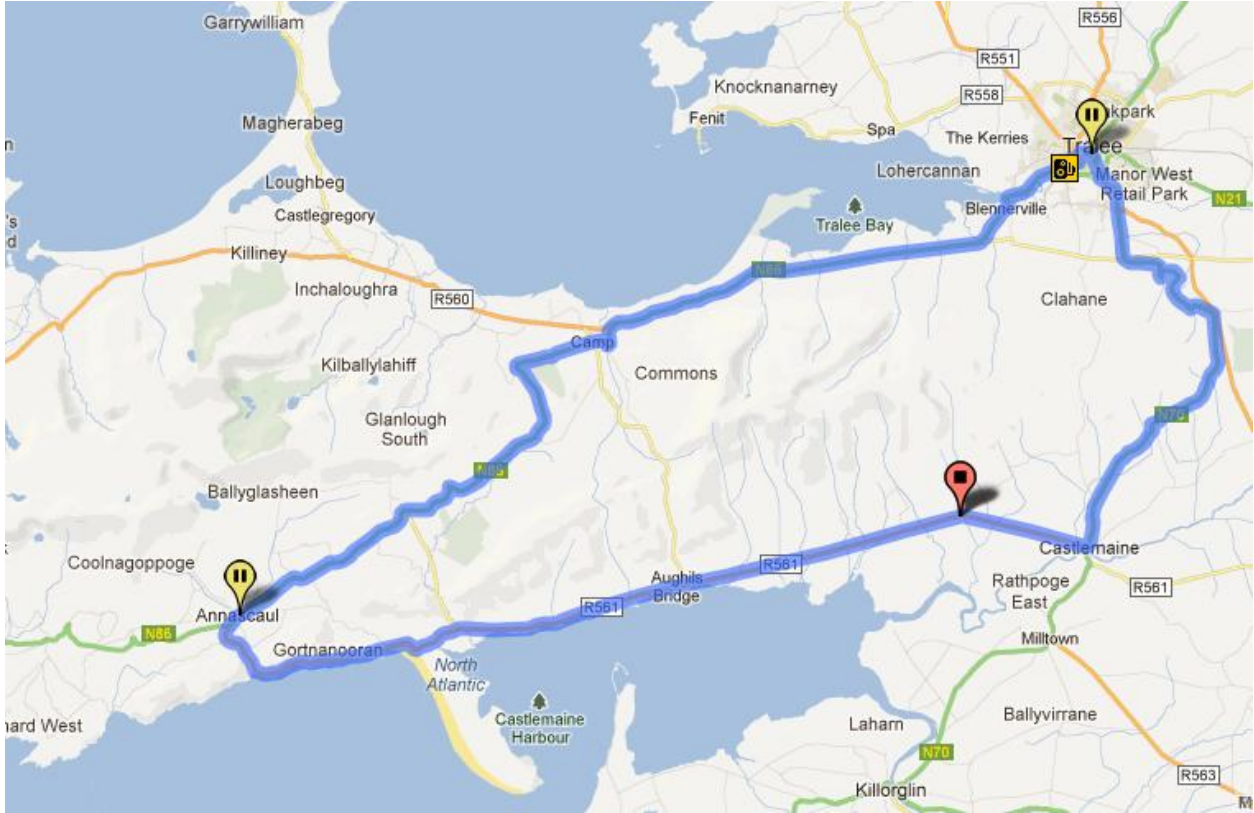 Garrywilliam
R556
R551
Knocknanarney
R558
Fenit
Spa
The Kerries
Tralee
Magherabeg
Lohercannan
Manor West
Retail Park
N21
Loughbeg
Castlegregory
Blennerville
Tralee Bay
Killiney
N86
Inchaloughra
R560
Clahane
Camp
Kilballylahiff
Commons
Glanlough
South
N70
N86
Ballyglasheen
Coolnagoppoge
Castlemaine
R561
Aughils
Bridge
R561
Rathpoge
East
R561
Annascaul
N86
Milltown
Gortnanooran
North
Atlantic
Castlemaine
Harbour
Laharn
Ballyvirrane
N70
R563
Killorglin